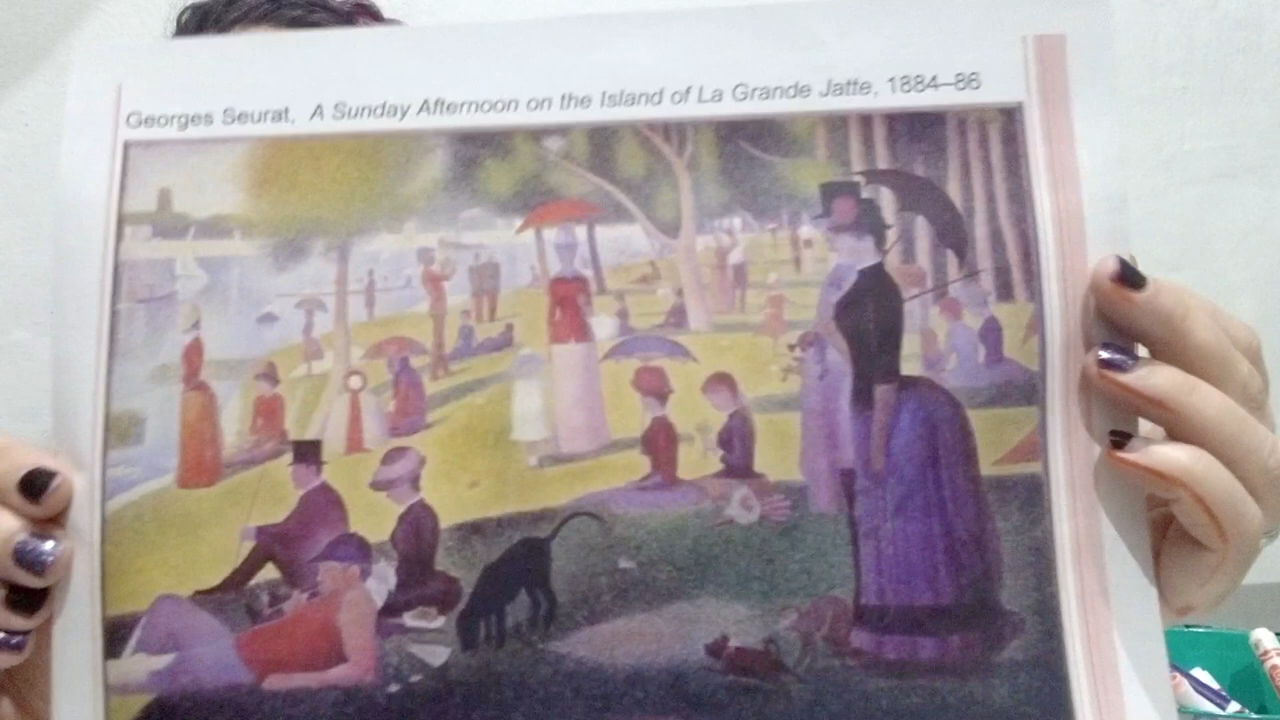 Georges Seurat, A Sunday Afternoon on the Island of La Grande Jatte, 1884–86